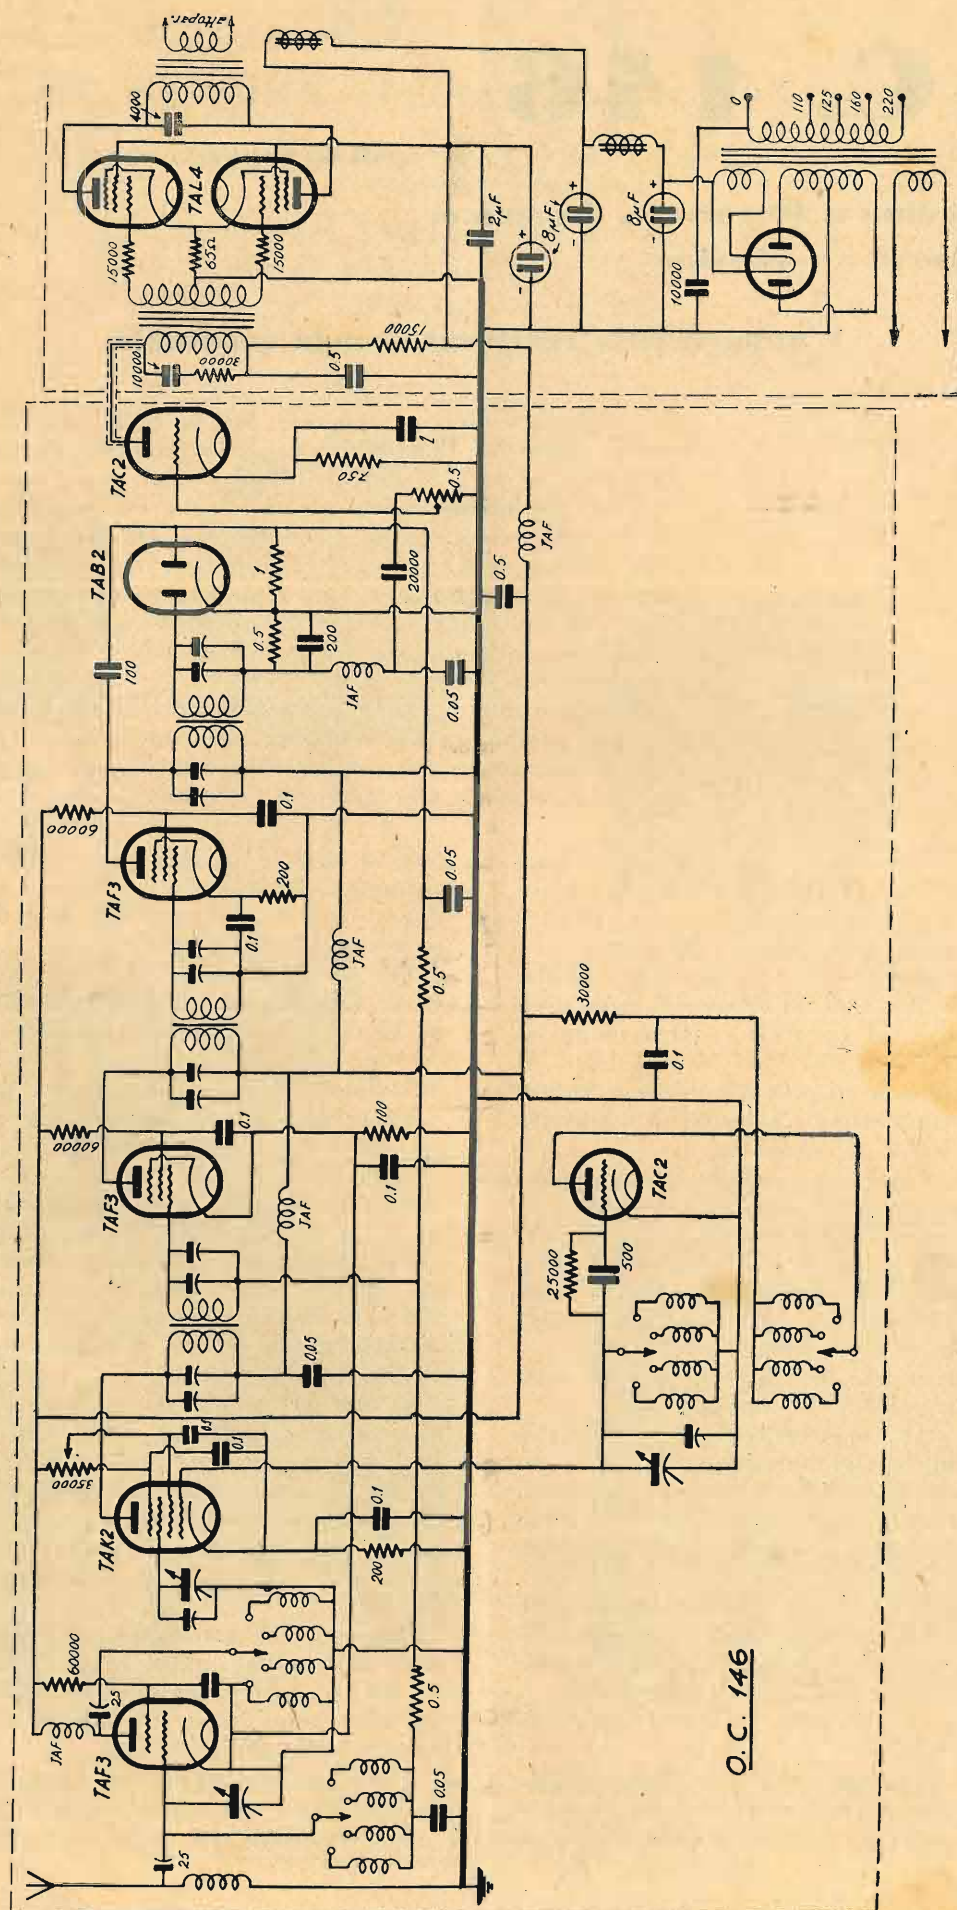 altopar.
4000
TAL4
15000
65Ω
15000
10000
30000
0.5
15000
2µF
8µF
8µF
+
-
+
-
+
-
10000
0
110
125
160
220
TAC2
750
1
0.5
TAB2
100
0.5
1
200
JAF
20000
0.05
0.5
JAF
60000
TAF3
0.1
200
0.1
JAF
0.5
0.05
60000
TAF3
0.1
100
0.1
JAF
0.05
30000
0.1
TAC2
25000
500
35000
TAK2
0.1
0.1
200
60000
JAF
25
TAF3
25
0.5
0.05
O.C. 146